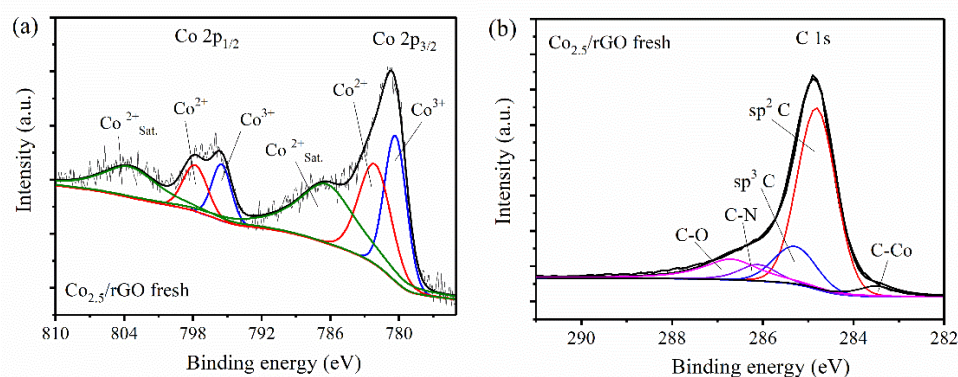 (a)
Co 2p1/2
Co 2p3/2
Co 2+ Sat.
Co2+
Co3+
Co 2+ Sat.
Co2+
Co3+
Co2.5/rGO fresh
Intensity (a.u.)
810 804 798 792 786 780
Binding energy (eV)
(b)
Co2.5/rGO fresh
C 1s
sp2 C
sp3 C
C-N
C-O
C-Co
Intensity (a.u.)
290 288 286 284 282
Binding energy (eV)